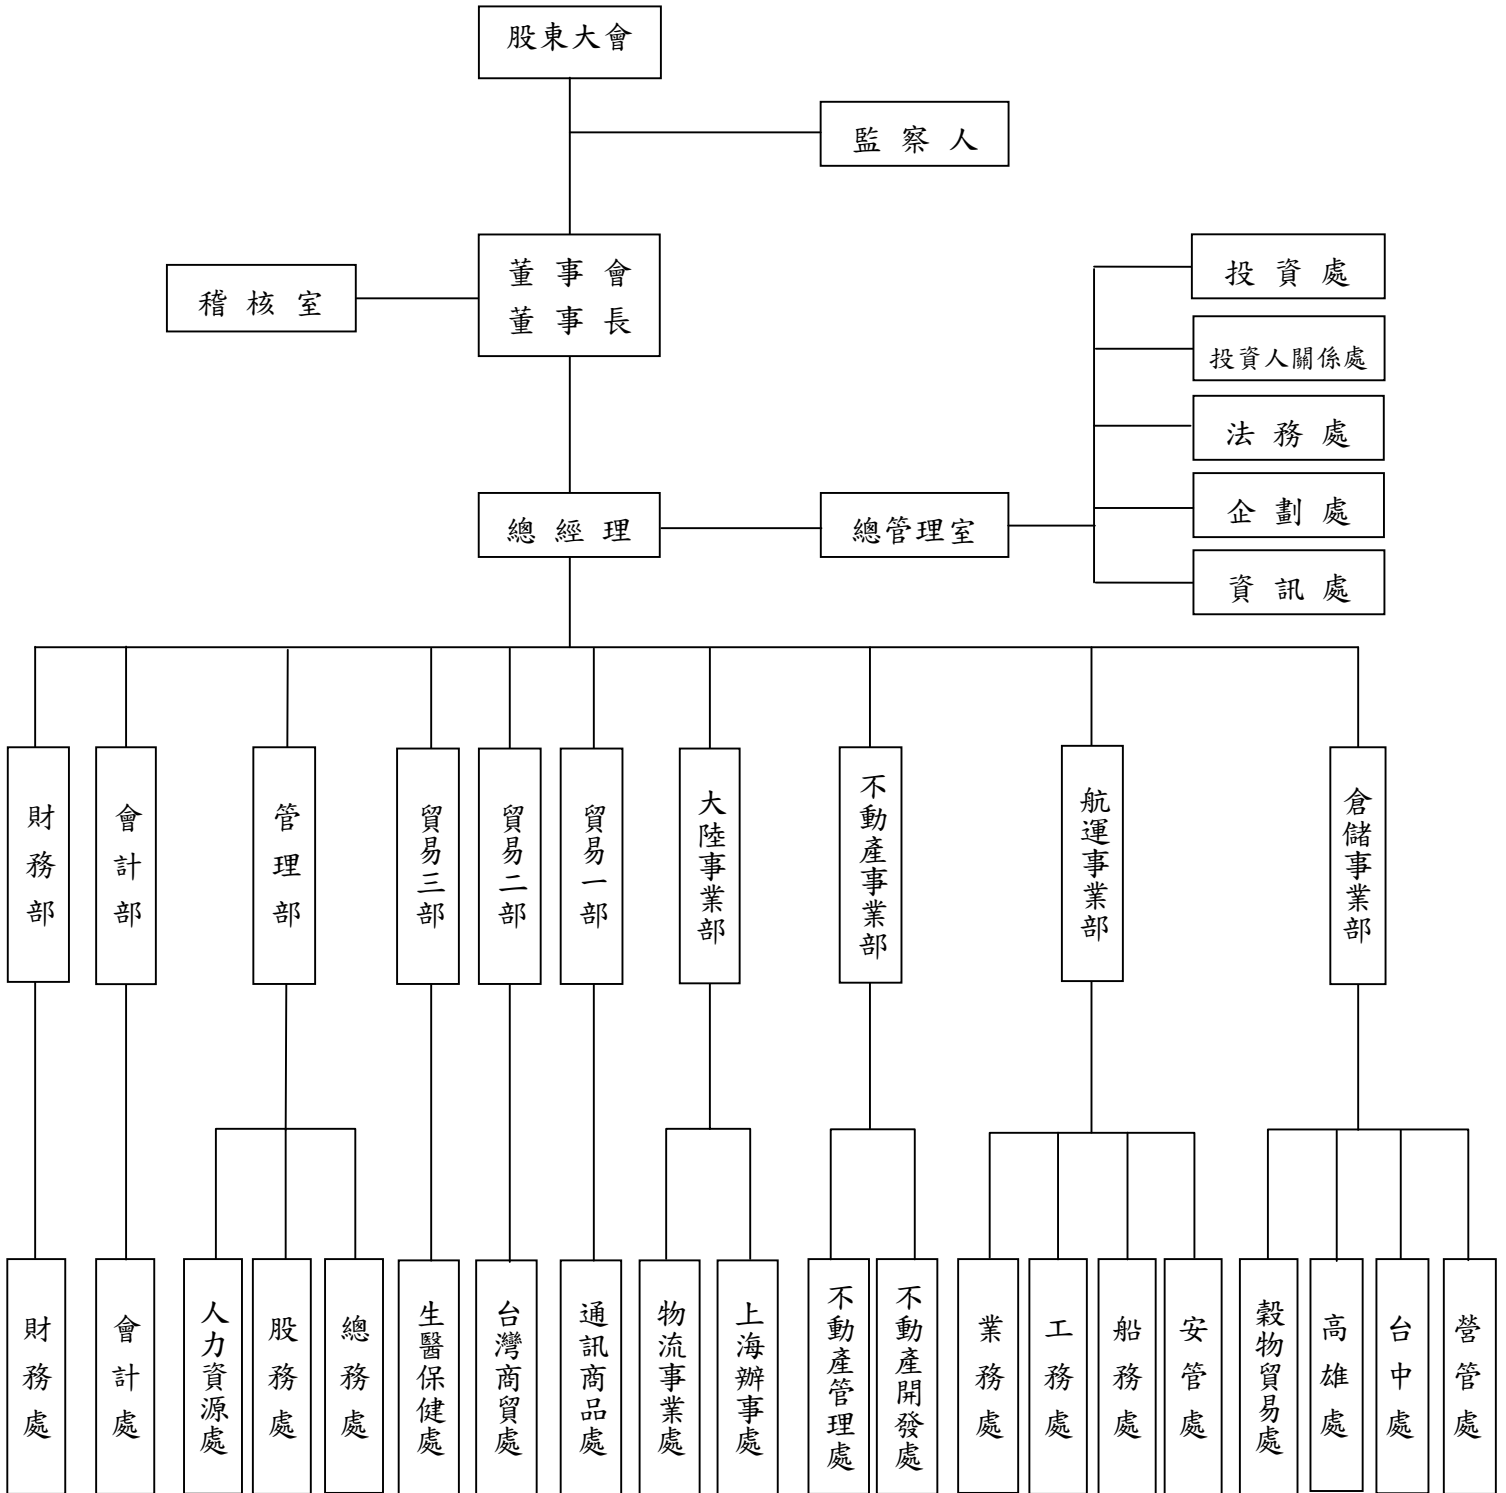 股東大會
監察人
董事會
董事長
稽核室
投資處
投資人關係處
法務處
企劃處
資訊處
總經理
總管理室
財務部
會計部
管理部
貿易三部
貿易二部
貿易一部
大陸事業部
不動產事業部
航運事業部
倉儲事業部
財務處
會計處
人力資源處
股務處
總務處
生醫保健處
台灣商貿處
通訊商品處
物流事業處
上海辦事處
不動產管理處
不動產開發處
業務處
工務處
船務處
安管處
穀物貿易處
高雄處
台中處
營管處